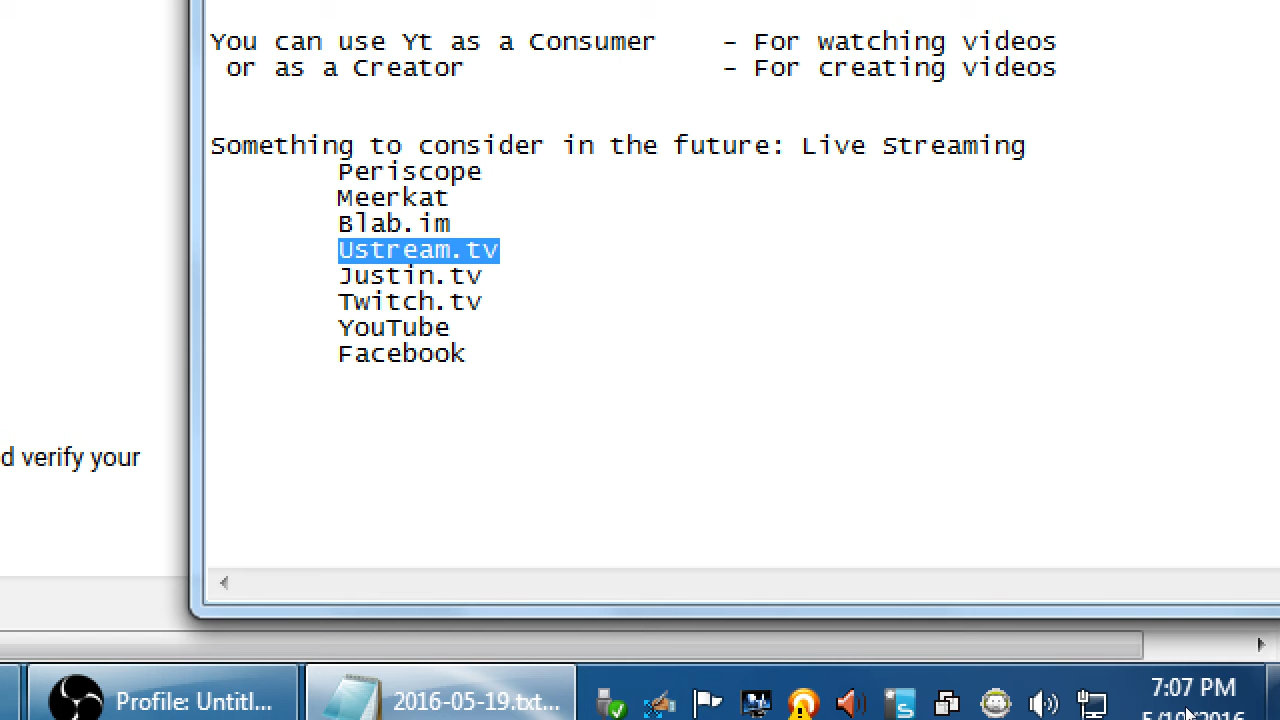 You can use Yt as a Consumer - For watching videos
or as a Creator - For creating videos
Something to consider in the future: Live Streaming
Periscope
Meerkat
Blab.im
Ustream.tv
Justin.tv
Twitch.tv
YouTube
Facebook
d verify your
Profile: Untitl...
2016-05-19.txt...
7:07 PM